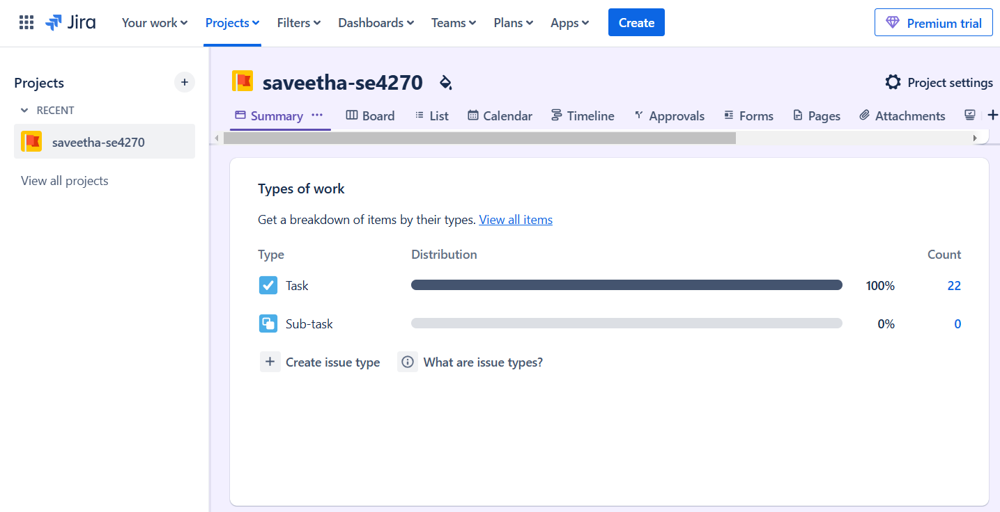 Jira Your work Projects Filters Dashboards Teams Plans Apps Create Premium trial
Projects
RECENT
saveetha-se4270
View all projects
saveetha-se4270 Project settings
Summary Board List Calendar Timeline Approvals Forms Pages Attachments
Types of work
Get a breakdown of items by their types. View all items
Type Distribution Count
Task 100% 22
Sub-task 0% 0
Create issue type What are issue types?